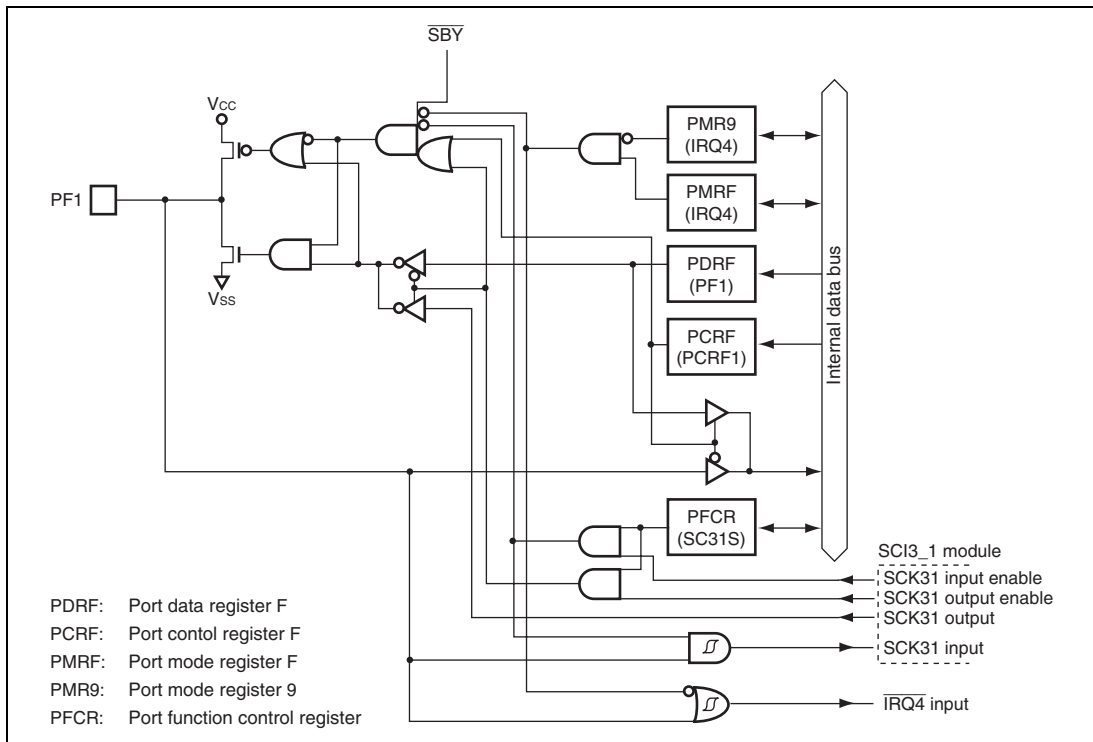 SBY
VCC
PF1
VSS
PMR9
(IRQ4)
PMRF
(IRQ4)
PDRF
(PF1)
PCRF
(PCRF1)
PFCR
(SC31S)
Internal data bus
SCI3_1 module
SCK31 input enable
SCK31 output enable
SCK31 output
SCK31 input
IRQ4 input
PDRF: Port data register F
PCRF: Port contol register F
PMRF: Port mode register F
PMR9: Port mode register 9
PFCR: Port function control register